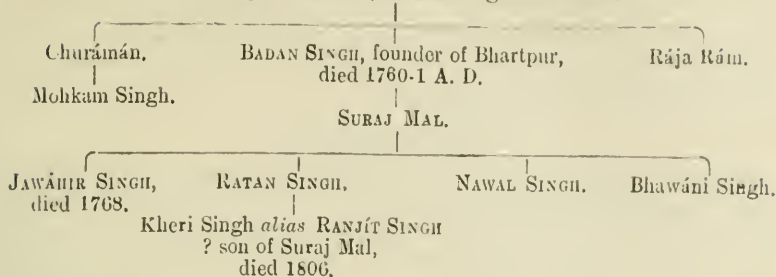 Churámán. BADAN SINGH, founder of Bhartpur, Rája Rám.
died 1760-1 A. D.
Mohkam Singh.
SURAJ MAL.
JAWÁHIR SINGH, RATAN SINGH. NAWAL SINGH. Bhawáni Singh.
died 1768.
Kheri Singh alias RANJÍT SINGH
? son of Suraj Mal,
died 1806.